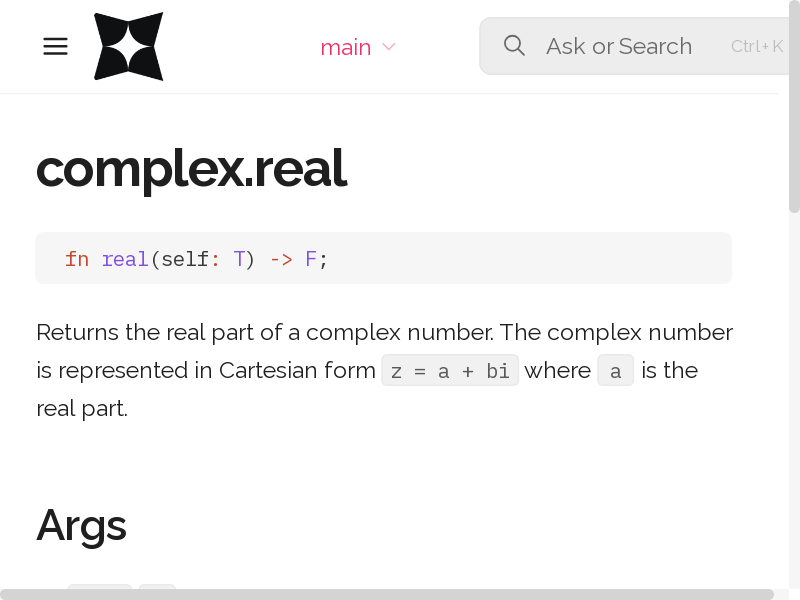 main
Ask or Search
Ctrl+K
complex.real
fn real(self: T) -> F;
Returns the real part of a complex number. The complex number
is represented in Cartesian form z = a + bi where a is the
real part.
Args